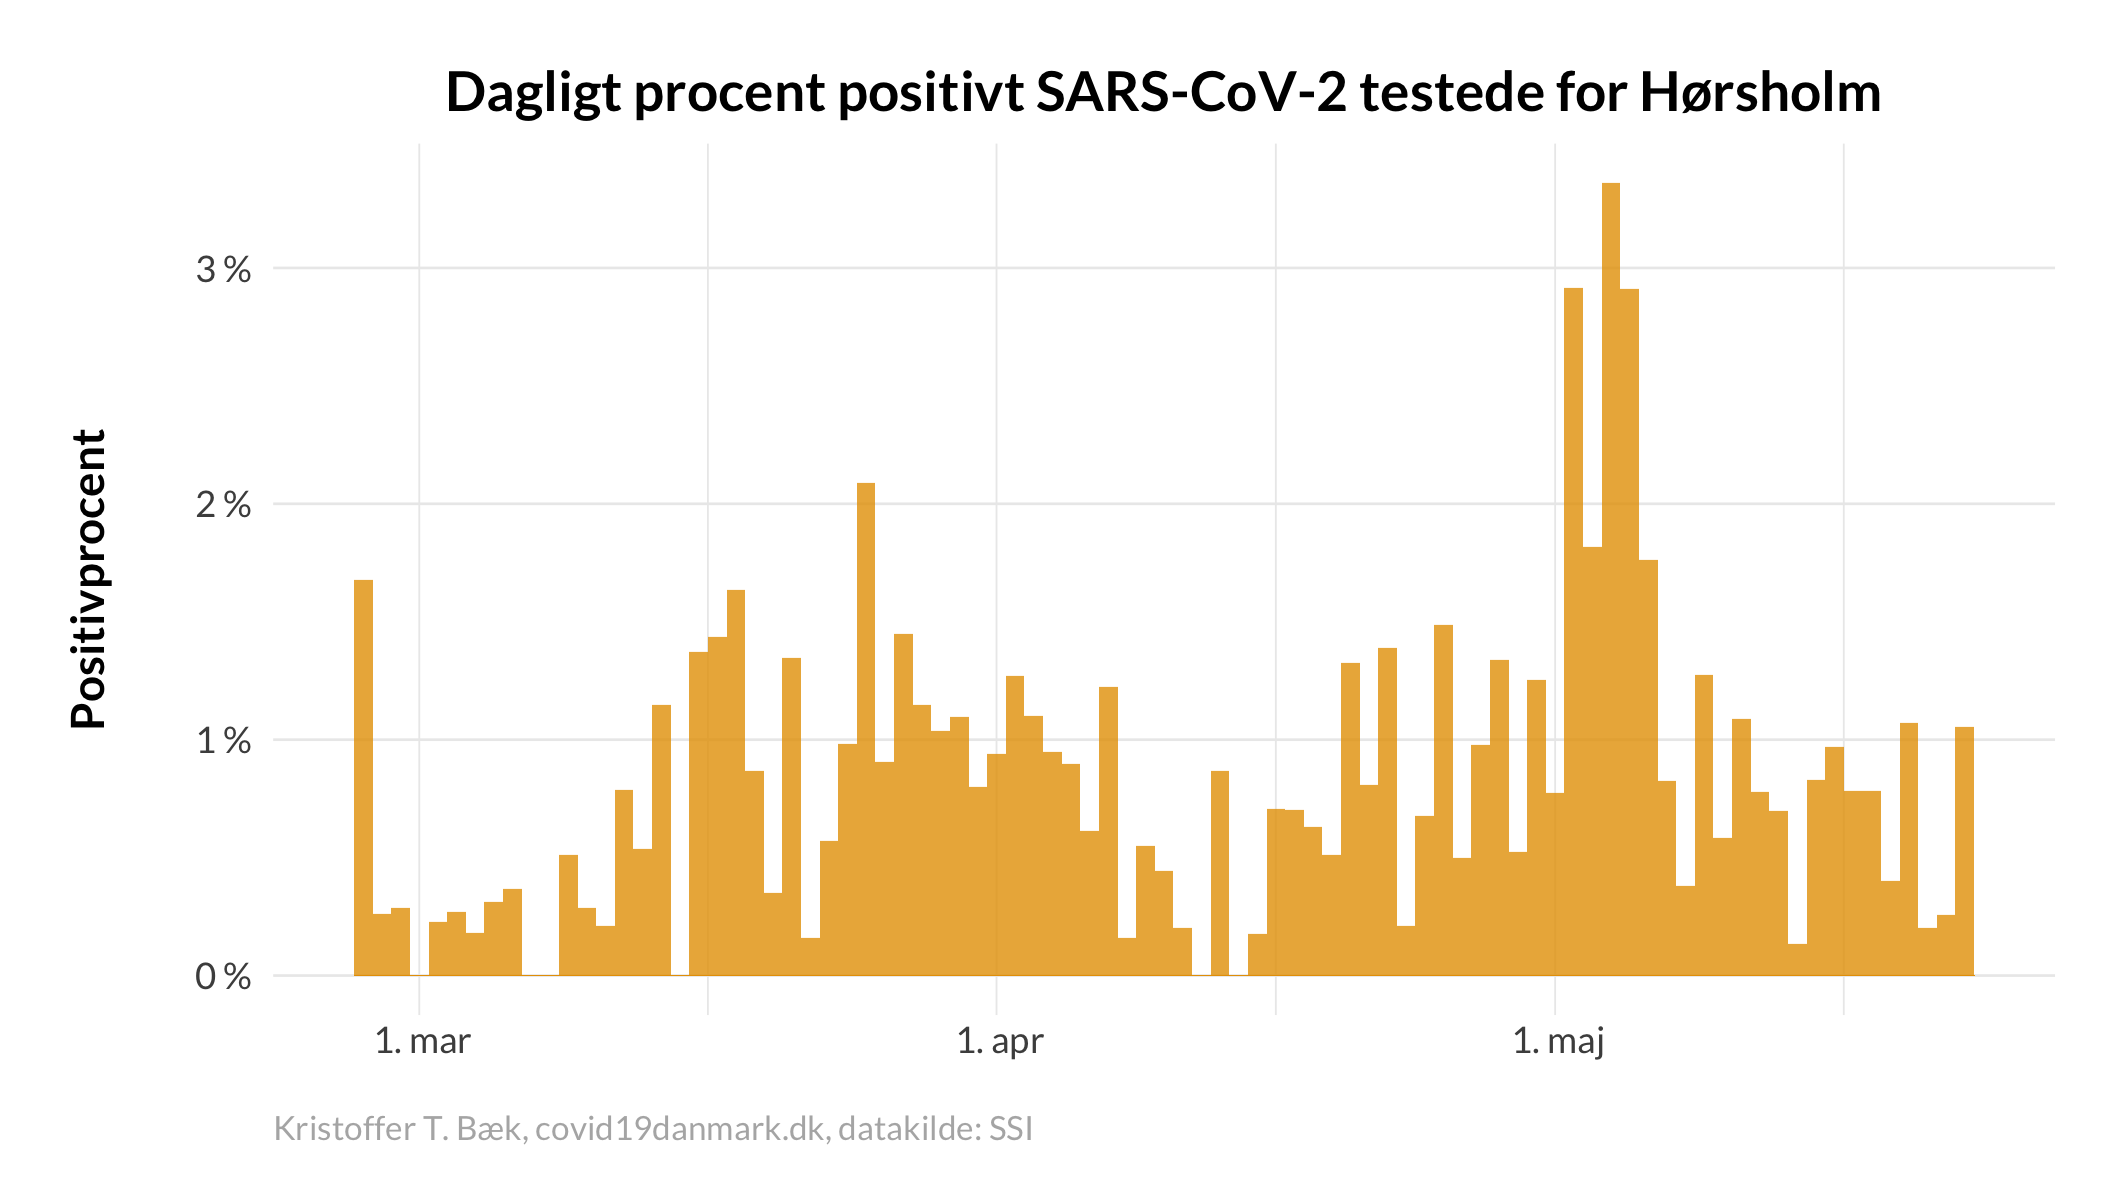 Dagligt procent positivt SARS-CoV-2 testede for Hørsholm
Positivprocent
3 %
2 %
1 %
0 %
1. mar
1. apr
1. maj
Kristoffer T. Bæk, covid19danmark.dk, datakilde: SSI